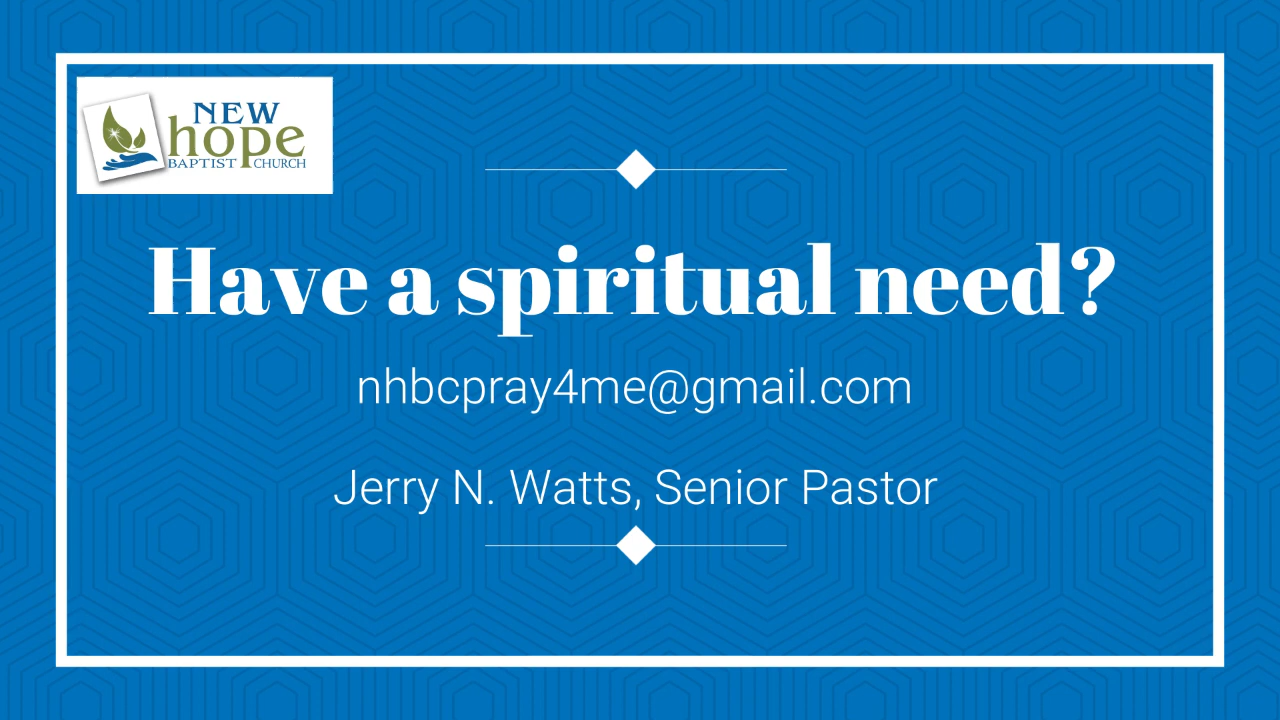 NEW
hope
BAPTIST CHURCH
Have a spiritual need?
nhbcpray4me@gmail.com
Jerry N. Watts, Senior Pastor